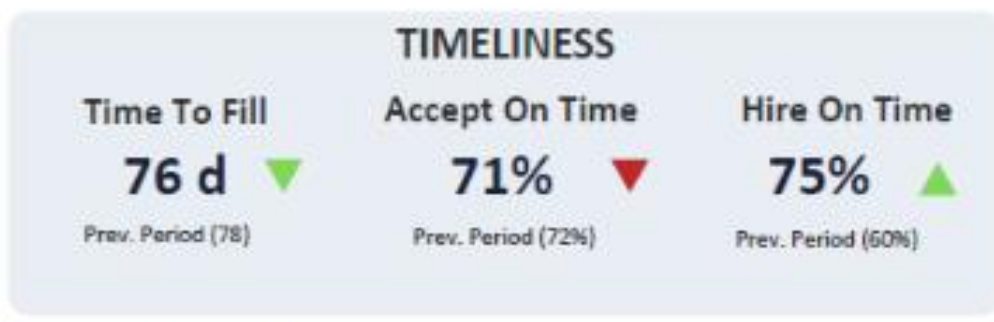 TIMELINESS
Time To Fill
Accept On Time
Hire On Time
76 d
71%
75%
Prev. Period (78)
Prev. Period (72%)
Prev. Period (60%)